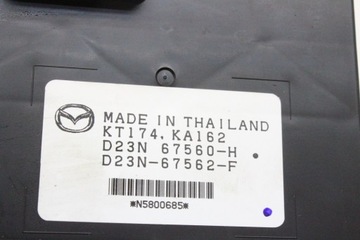 MADE IN THAILAND
KT174. KA162
D23N 67560-H
D23N-67562-F
*N5800685*